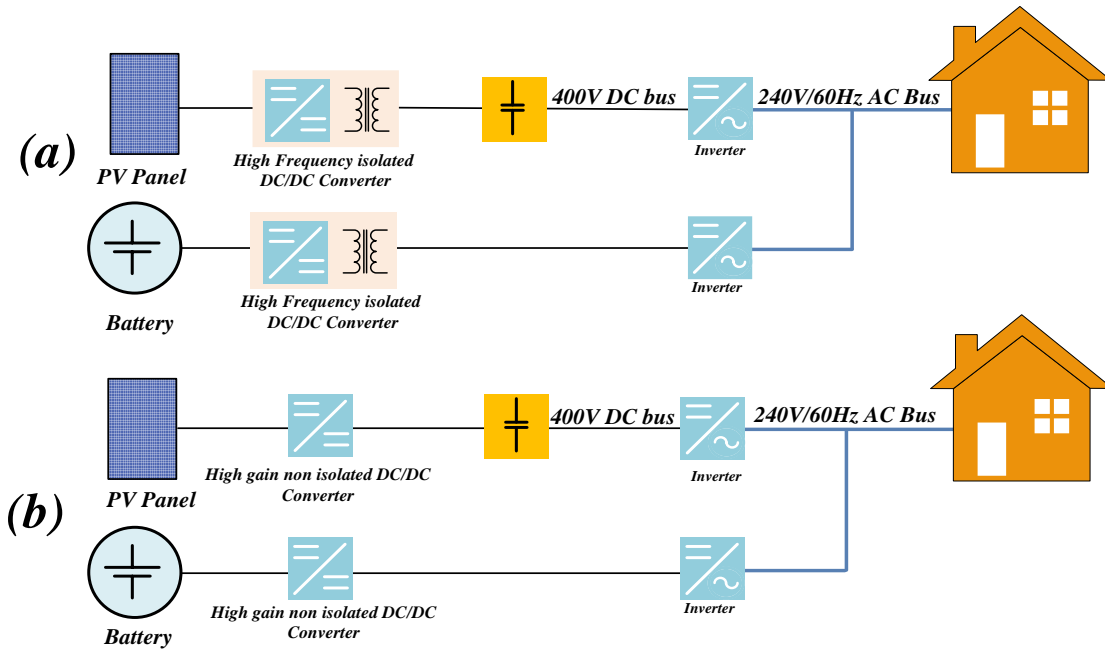 (a)
PV Panel
High Frequency isolated
DC/DC Converter
400V DC bus
Inverter
240V/60Hz AC Bus
Battery
High Frequency isolated
DC/DC Converter
Inverter
(b)
PV Panel
High gain non isolated DC/DC
Converter
400V DC bus
Inverter
240V/60Hz AC Bus
Battery
High gain non isolated DC/DC
Converter
Inverter